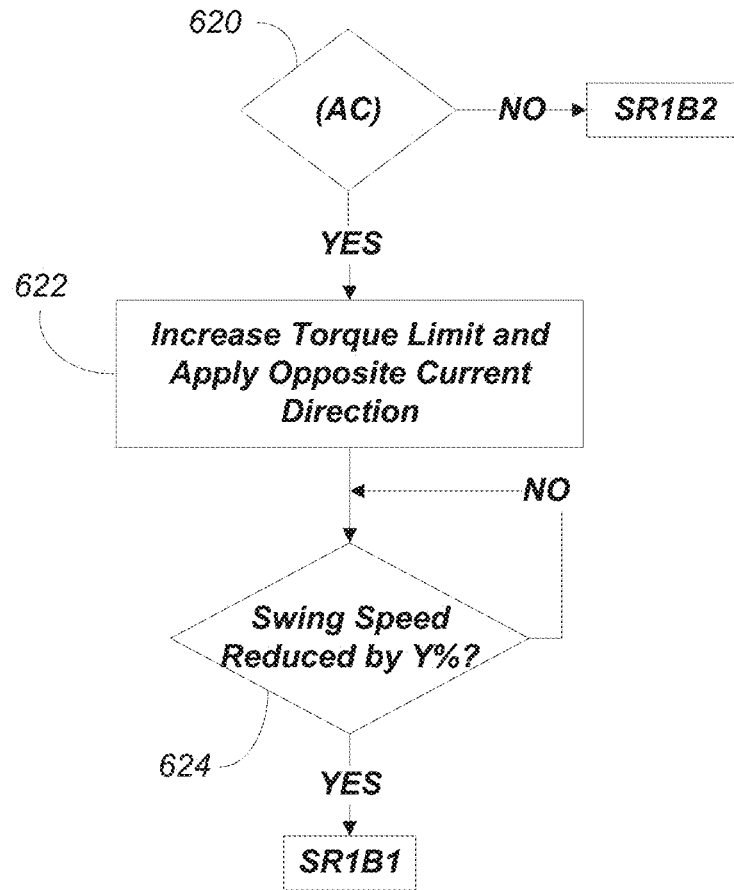 620
(AC)
NO
SR1B2
YES
622
Increase Torque Limit and
Apply Opposite Current
Direction
NO
Swing Speed
Reduced by Y%?
624
YES
SR1B1